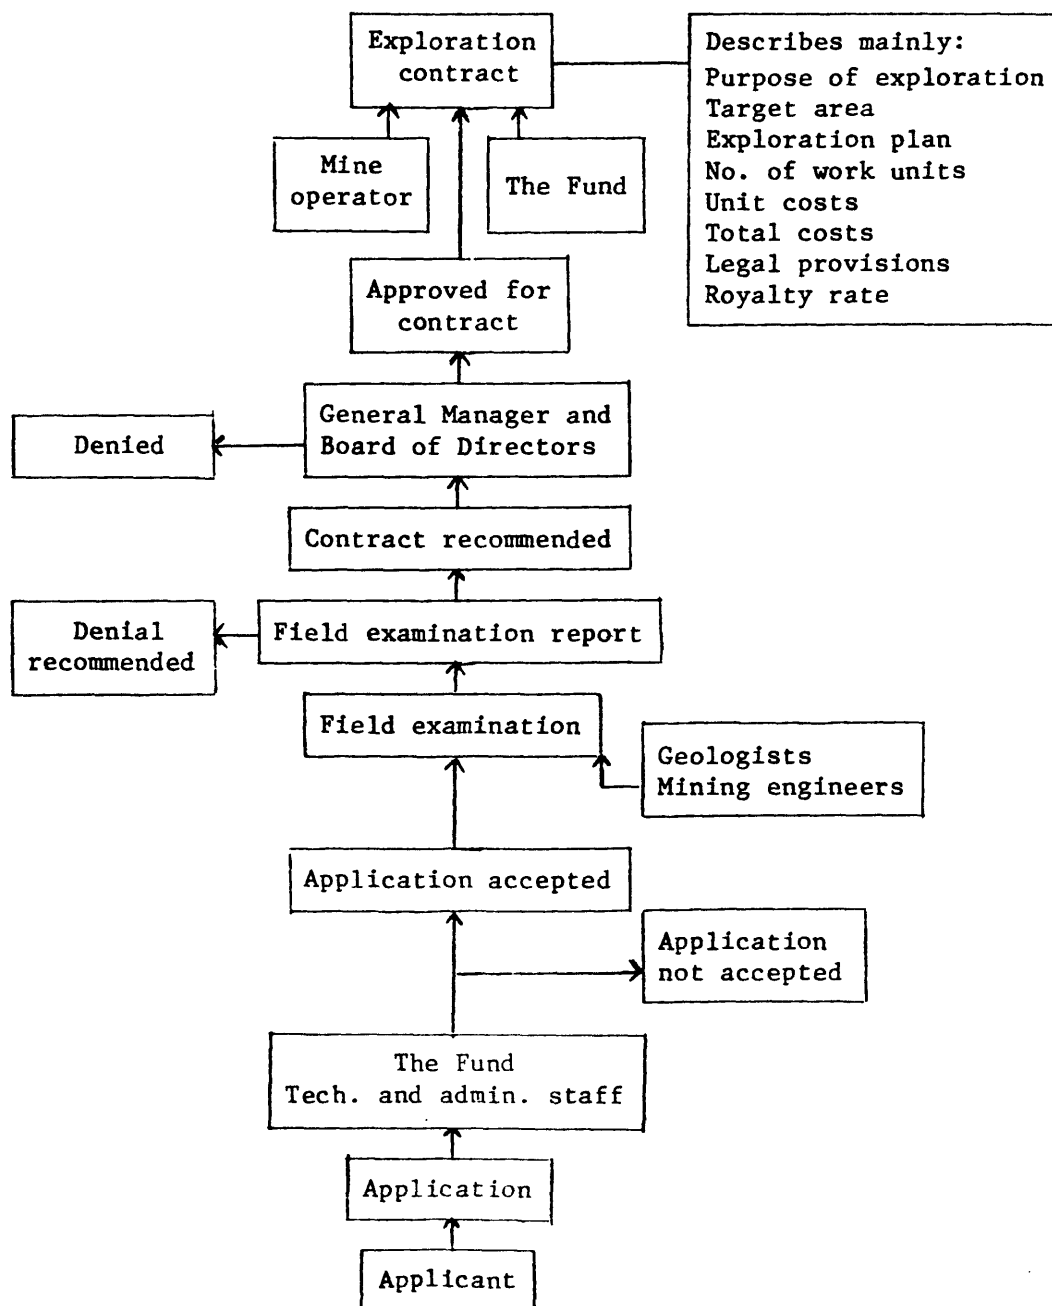 Exploration
contract
Describes mainly:
Purpose of exploration
Target area
Exploration plan
No. of work units
Unit costs
Total costs
Legal provisions
Royalty rate
Mine
operator
The Fund
Approved for
contract
General Manager and
Board of Directors
Denied
Contract recommended
Denial
recommended
Field examination report
Field examination
Geologists
Mining engineers
Application accepted
Application
not accepted
The Fund
Tech. and admin. staff
Application
Applicant